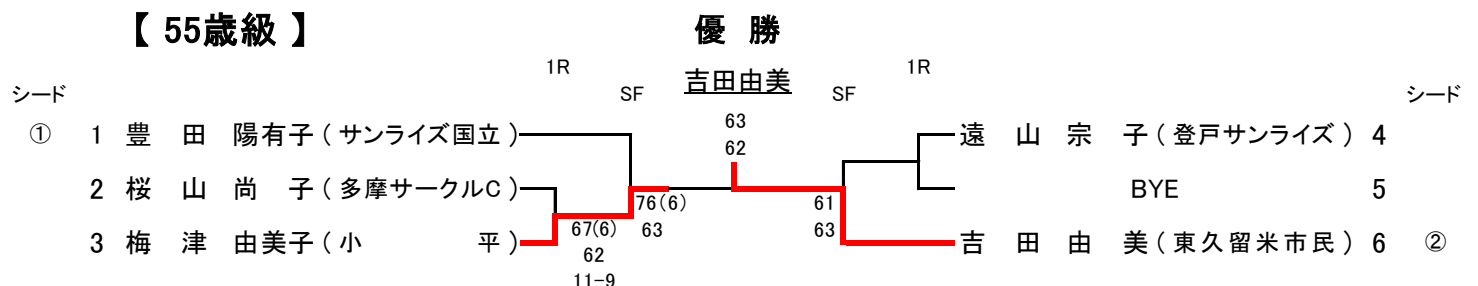 【 55歳級 】 優 勝
1R 吉田由美 1R
シード SF SF シード
① 1 豊 田 陽有子 ( サンライズ国立 ) 63 遠 山 宗 子 ( 登戸サンライズ ) 4
62
2 桜 山 尚 子 ( 多摩サークルC ) BYE 5
76(6) 61
3 梅 津 由美子 ( 小 平 ) 67(6) 63 63 吉 田 由 美 ( 東久留米市民 ) 6 ②
62
11-9